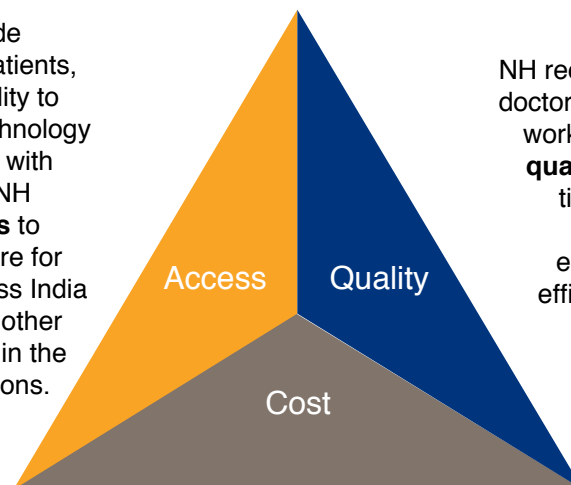 de
atients,
lity to
chnology
with
NH
s to
re for
ss India
other
in the
ons.
Access
Quality
Cost
NH rec
doctor
work
qua
ti
e
effi